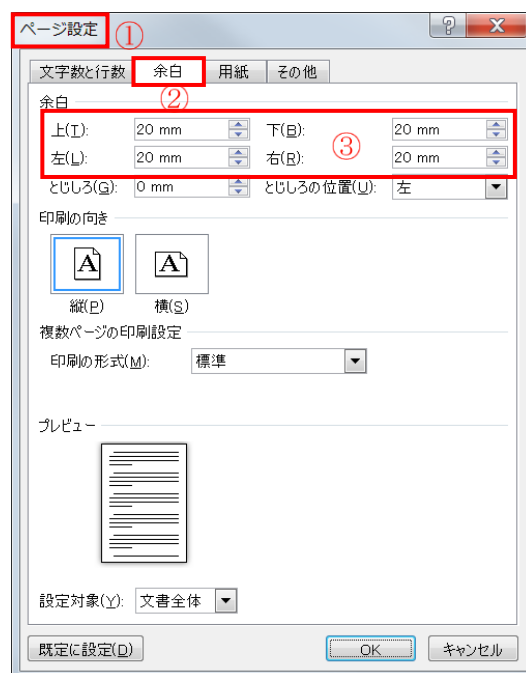 ページ設定 ①
文字数と行数 余白 用紙 その他
②
余白
上(T): 20 mm 下(B): 20 mm
③
左(L): 20 mm 右(R): 20 mm
とじしろ(G): 0 mm とじしろの位置(U): 左
印刷の向き
A A
縦(P) 横(S)
複数ページの印刷設定
印刷の形式(M): 標準
プレビュー
設定対象(Y): 文書全体
既定に設定(D) OK キャンセル